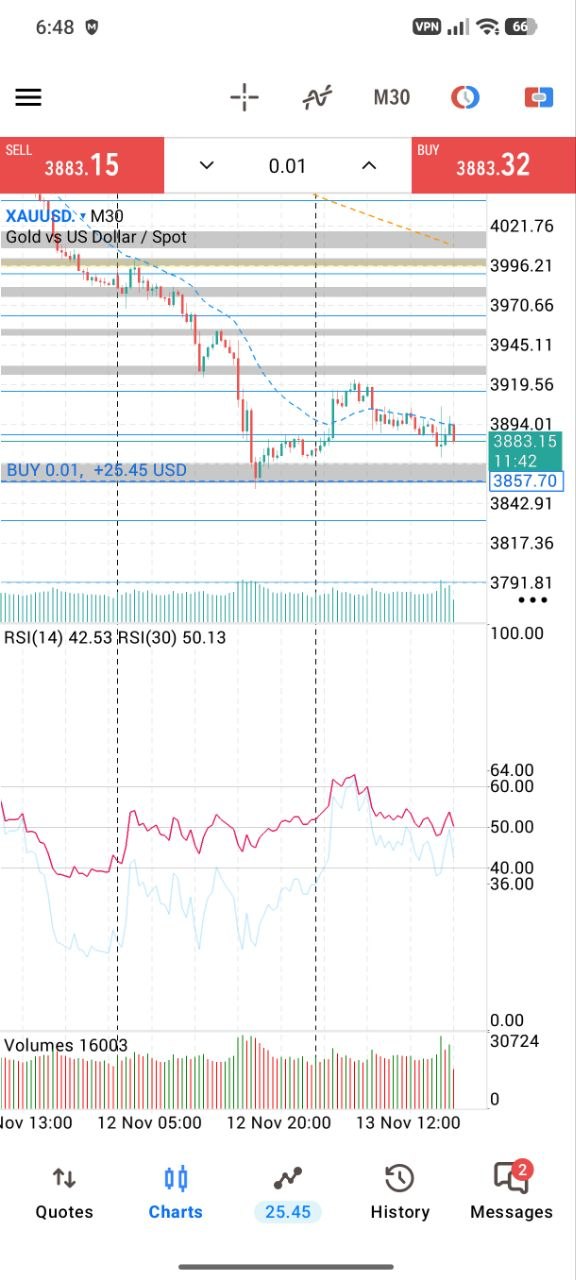 6:48
VPN
66
M30
SELL
3883.15
0.01
BUY
3883.32
XAUUSD. M30
Gold vs US Dollar / Spot
4021.76
3996.21
3970.66
3945.11
3919.56
3894.01
3883.15
11:42
BUY 0.01, +25.45 USD
3857.70
3842.91
3817.36
3791.81
RSI(14) 42.53 RSI(30) 50.13
100.00
64.00
60.00
50.00
40.00
36.00
0.00
Volumes 16003
30724
0
Nov 13:00
12 Nov 05:00
12 Nov 20:00
13 Nov 12:00
Quotes
Charts
25.45
History
2
Messages